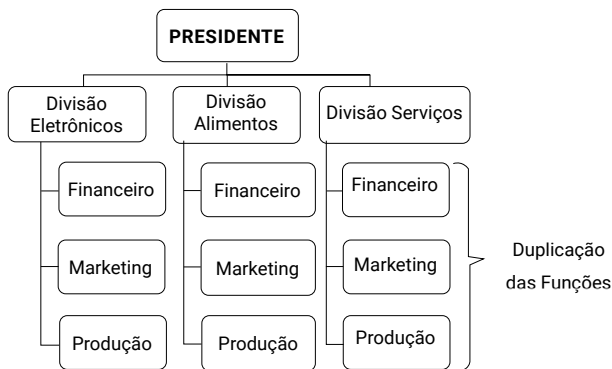 PRESIDENTE
Divisão
Eletrônicos
Divisão
Alimentos
Divisão Serviços
Financeiro
Financeiro
Financeiro
Marketing
Marketing
Marketing
Produção
Produção
Produção
Duplicação
das Funções